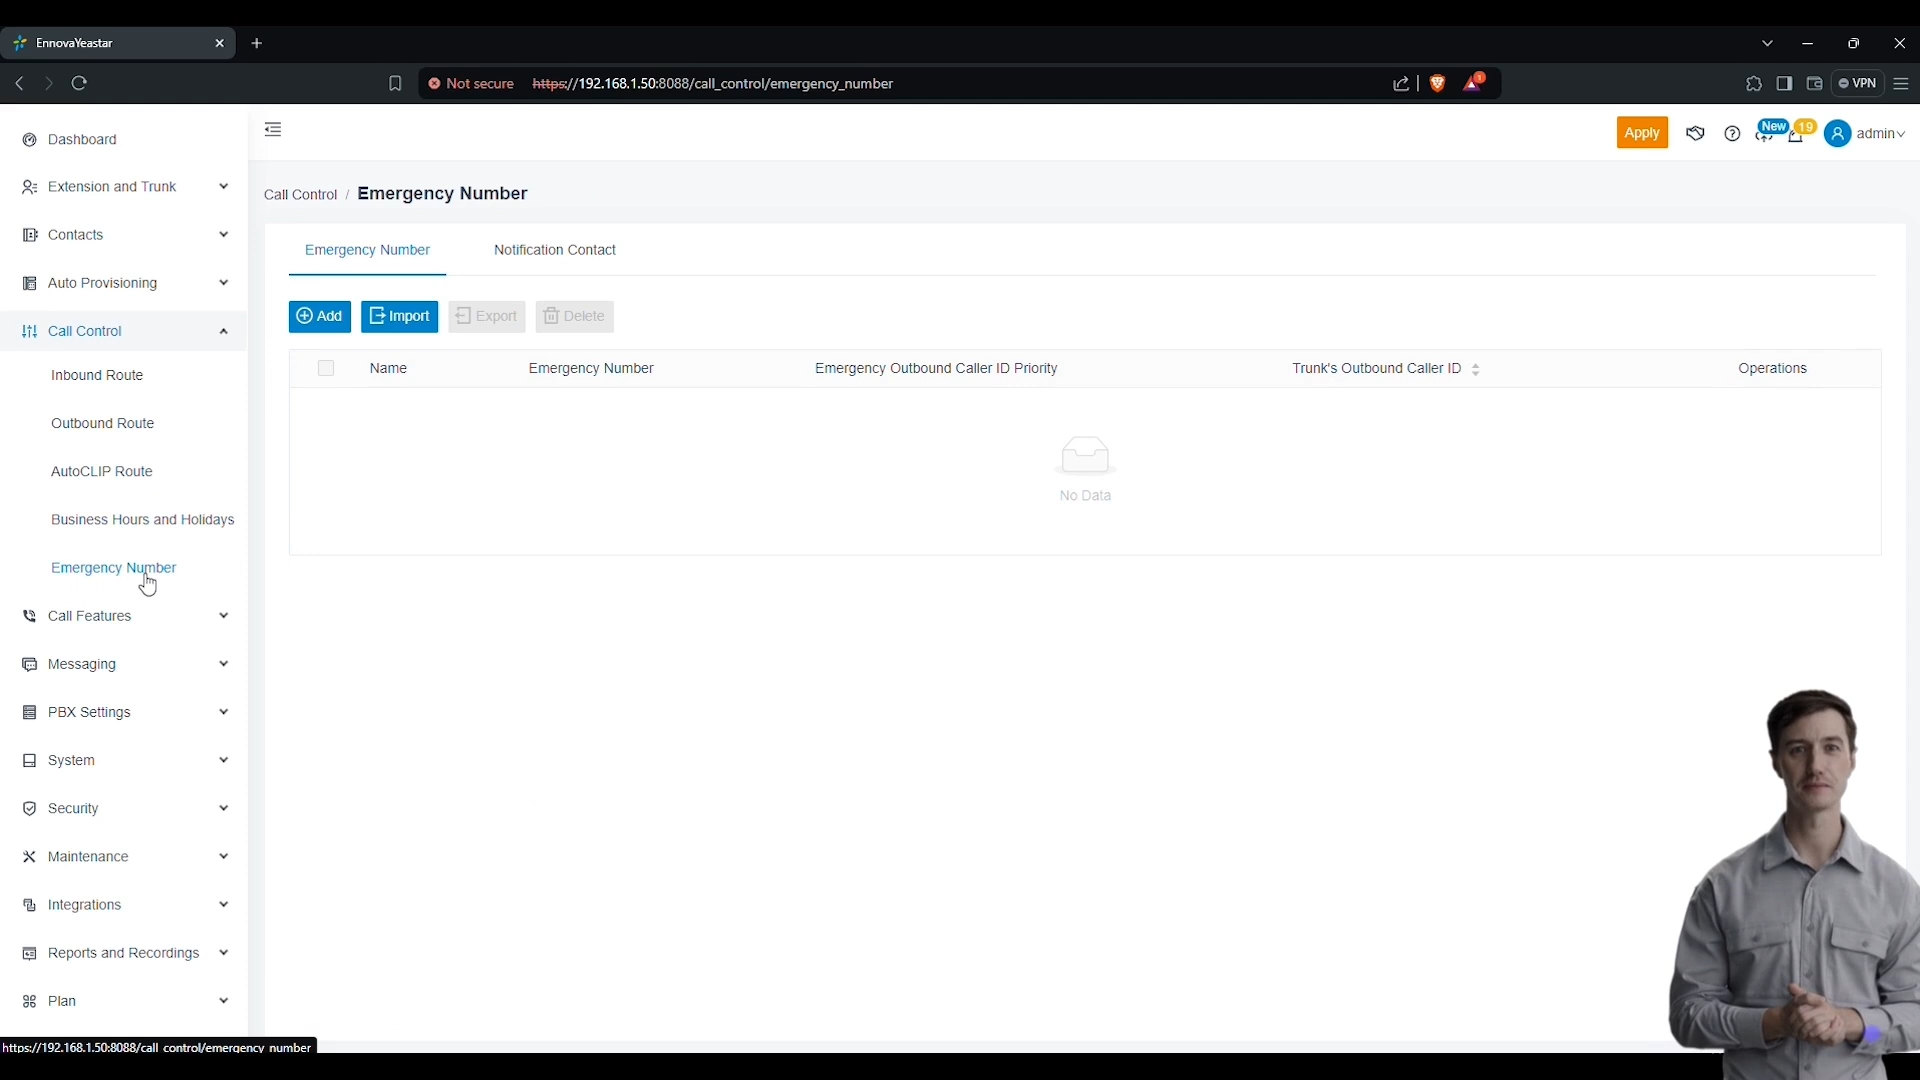 EnnovaYeastar
Not secure https://192.168.1.50:8088/call_control/emergency_number
1
VPN
Dashboard
Extension and Trunk
Contacts
Auto Provisioning
Call Control
Inbound Route
Outbound Route
AutoCLIP Route
Business Hours and Holidays
Emergency Number
Call Features
Messaging
PBX Settings
System
Security
Maintenance
Integrations
Reports and Recordings
Plan
Apply
New
19
admin
Call Control / Emergency Number
Emergency Number Notification Contact
Add Import Export Delete
Name Emergency Number Emergency Outbound Caller ID Priority Trunk's Outbound Caller ID Operations
No Data
https://192.168.1.50:8088/call_control/emergency_number